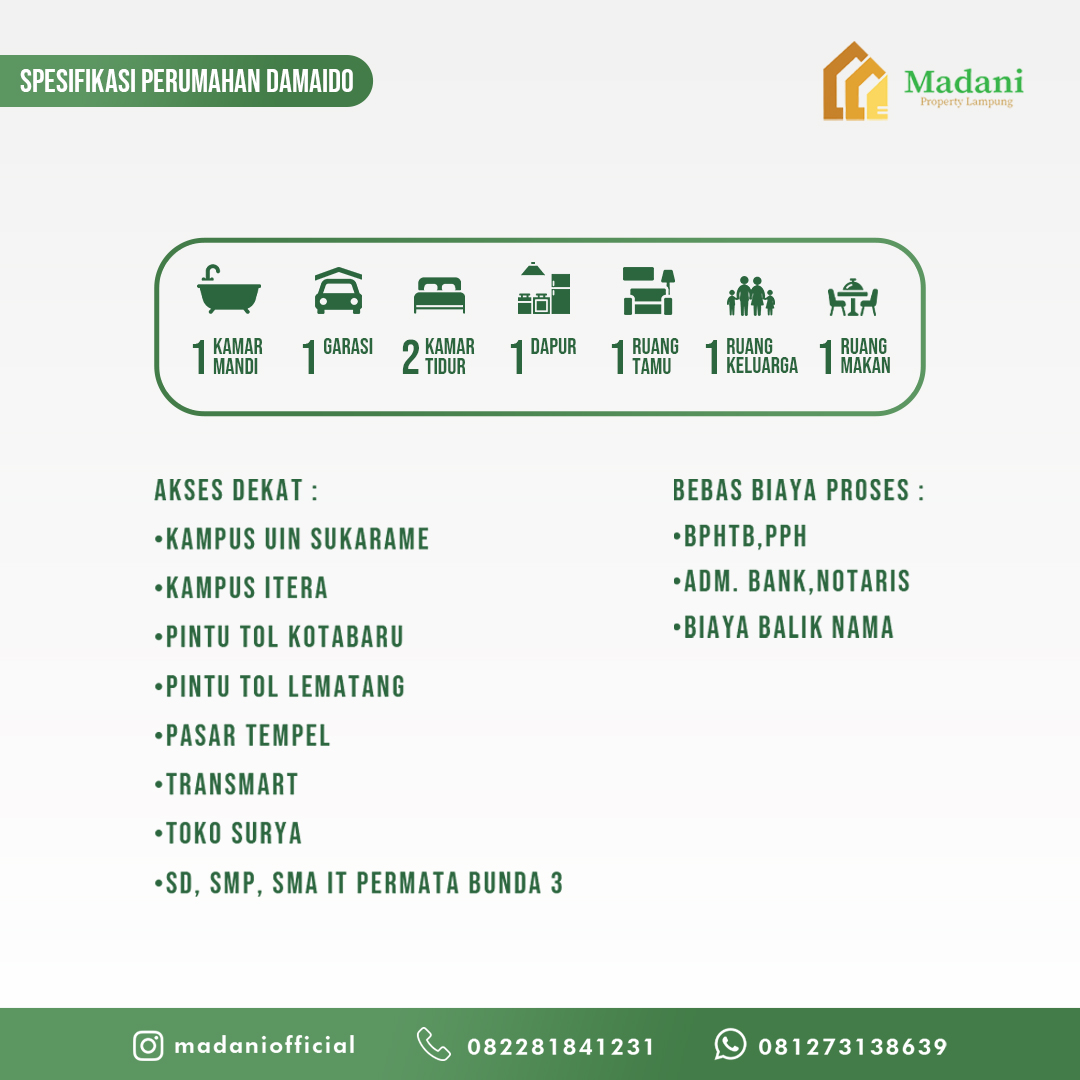 SPESIFIKASI PERUMAHAN DAMAIDO
Madani
Property Lampung
1 KAMAR MANDI
1 GARASI
2 KAMAR TIDUR
1 DAPUR
1 RUANG TAMU
1 RUANG KELUARGA
1 RUANG MAKAN
AKSES DEKAT :
•KAMPUS UIN SUKARAME
•KAMPUS ITERA
•PINTU TOL KOTABARU
•PINTU TOL LEMATANG
•PASAR TEMPEL
•TRANSMART
•TOKO SURYA
•SD, SMP, SMA IT PERMATA BUNDA 3
BEBAS BIAYA PROSES :
•BPHTB,PPH
•ADM. BANK,NOTARIS
•BIAYA BALIK NAMA
madaniofficial
082281841231
081273138639